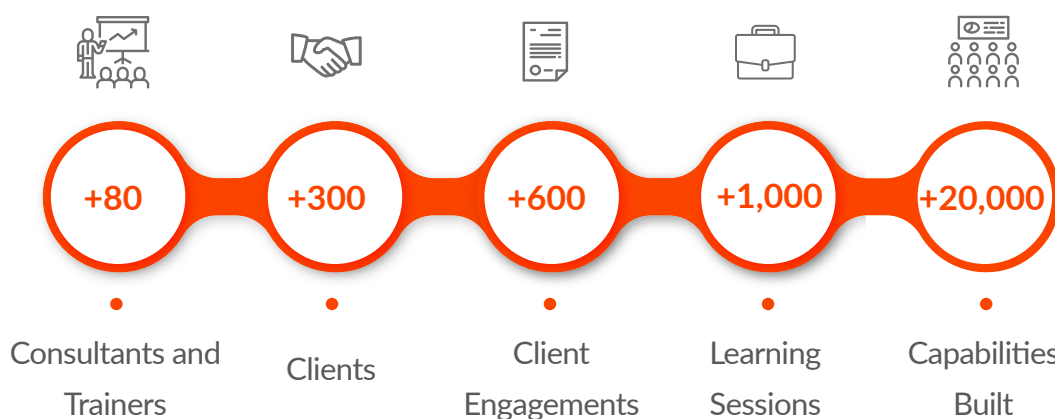 +80
+300
+600
+1,000
+20,000
Consultants and
Trainers
Clients
Client
Engagements
Learning
Sessions
Capabilities
Built